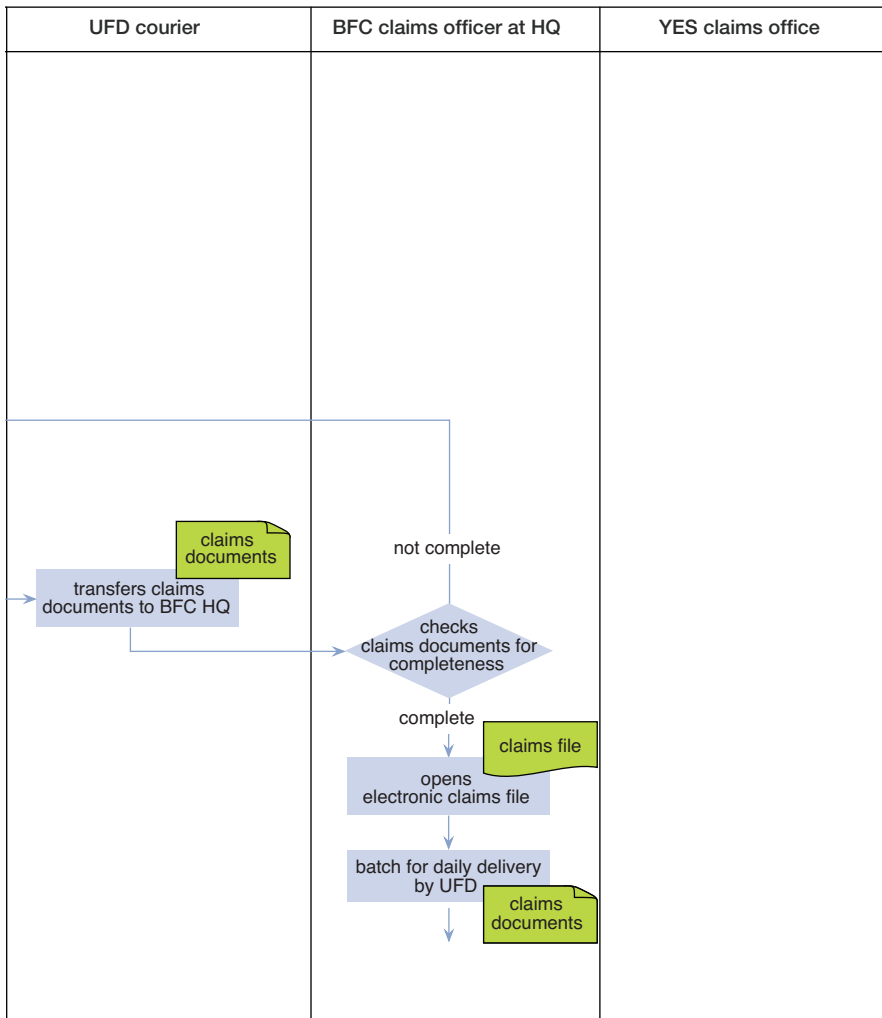 UFD courier
BFC claims officer at HQ
YES claims office
claims
documents
not complete
transfers claims
documents to BFC HQ
checks
claims documents for
completeness
complete
claims file
opens
electronic claims file
batch for daily delivery
by UFD
claims
documents